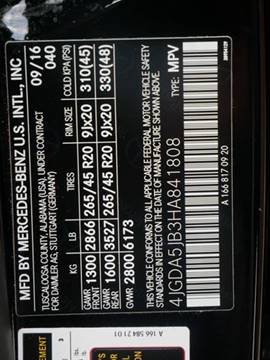 MFD BY MERCEDES-BENZ U.S. INTL., INC
TUSCALOOSA COUNTY, ALABAMA (USA). UNDER CONTRACT
FOR DAIMLER AG, STUTTGART (GERMANY)
09/16
040
KG LB TIRES RIM SIZE COLD KPA(PSI)
GAWR 1300 2866 265/45 R20 9Jx20 310(45)
GAWR 1600 3527 265/45 R20 9Jx20 330(48)
GVWR
2800 6173
THIS VEHICLE CONFORMS TO ALL
APPLICABLE FEDERAL MOTOR VEHICLE SAFETY
STANDARDS IN EFFECT ON THE
DATE OF MANUFACTURE SHOWN ABOVE.
4JGDA5JB3HA841808
TYPE: MPV
A 166 817 09 20
A 166 584 21 01